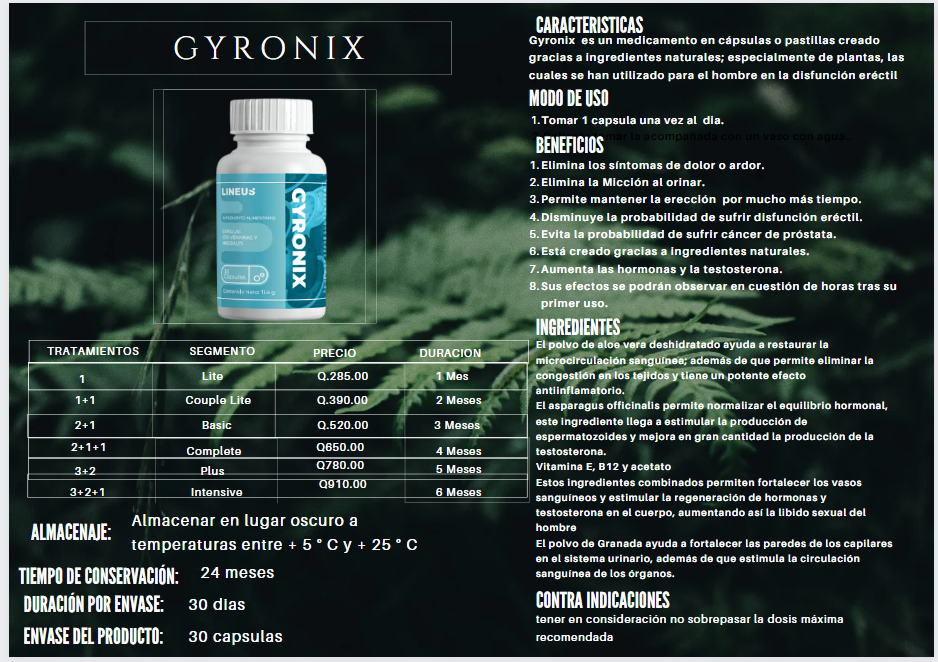 GYRONIX
LINEUS
GYRONIX
TRATAMIENTOS SEGMENTO PRECIO DURACION
1 Lite Q.285.00 1 Mes
1+1 Couple Lite Q.390.00 2 Meses
2+1 Basic Q.520.00 3 Meses
2+1+1 Complete Q650.00 4 Meses
3+2 Plus Q780.00 5 Meses
3+2+1 Intensive Q910.00 6 Meses
ALMACENAJE: Almacenar en lugar oscuro a
temperaturas entre + 5 ° C y + 25 ° C
TIEMPO DE CONSERVACIÓN: 24 meses
DURACIÓN POR ENVASE: 30 dias
ENVASE DEL PRODUCTO: 30 capsulas
CARACTERISTICAS
Gyronix es un medicamento en cápsulas o pastillas creado
gracias a ingredientes naturales; especialmente de plantas, las
cuales se han utilizado para el hombre en la disfunción eréctil
MODO DE USO
1. Tomar 1 capsula una vez al dia.
tomar la acompañada con un vaso con agua.
BENEFICIOS
1. Elimina los síntomas de dolor o ardor.
2. Elimina la Micción al orinar.
3. Permite mantener la erección por mucho más tiempo.
4. Disminuye la probabilidad de sufrir disfunción eréctil.
5. Evita la probabilidad de sufrir cáncer de próstata.
6. Está creado gracias a ingredientes naturales.
7. Aumenta las hormonas y la testosterona.
8. Sus efectos se podrán observar en cuestión de horas tras su
primer uso.
INGREDIENTES
El polvo de aloe vera deshidratado ayuda a restaurar la
microcirculación sanguínea; además de que permite eliminar la
congestión en los tejidos y tiene un potente efecto
antiinflamatorio.
El asparagus officinalis permite normalizar el equilibrio hormonal,
este ingrediente llega a estimular la producción de
espermatozoides y mejora en gran cantidad la producción de la
testosterona.
Vitamina E, B12 y acetato
Estos ingredientes combinados permiten fortalecer los vasos
sanguíneos y estimular la regeneración de hormonas y
testosterona en el cuerpo, aumentando así la libido sexual del
hombre
El polvo de Granada ayuda a fortalecer las paredes de los capilares
en el sistema urinario, además de que estimula la circulación
sanguínea de los órganos.
CONTRA INDICACIONES
tener en consideración no sobrepasar la dosis máxima
recomendada